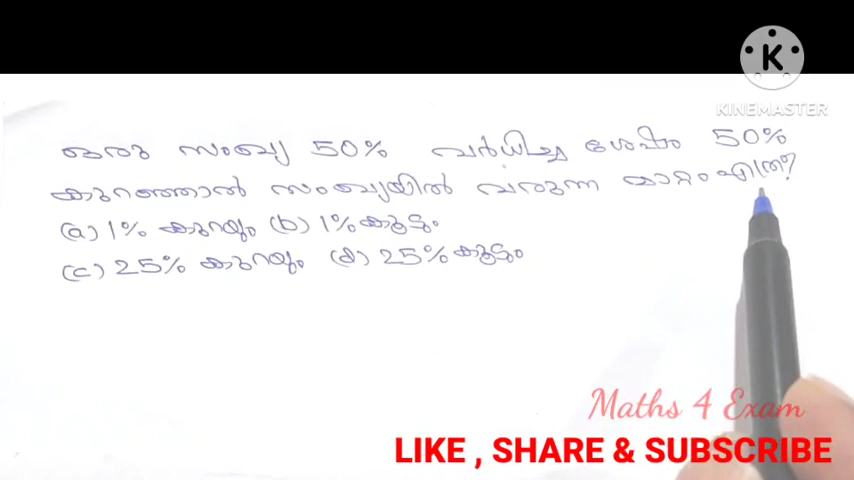 K
KINEMASTER
ഒരു സംഖ്യ 50% വർധിച്ച ശേഷം 50%
കുറഞ്ഞാൽ സംഖ്യയിൽ വരുന്ന മാറ്റം എത്ര?
(a) 1% കുറയും (b) 1% കൂടും
(c) 25% കുറയും (d) 25% കൂടും
Maths 4 Exam
LIKE , SHARE & SUBSCRIBE